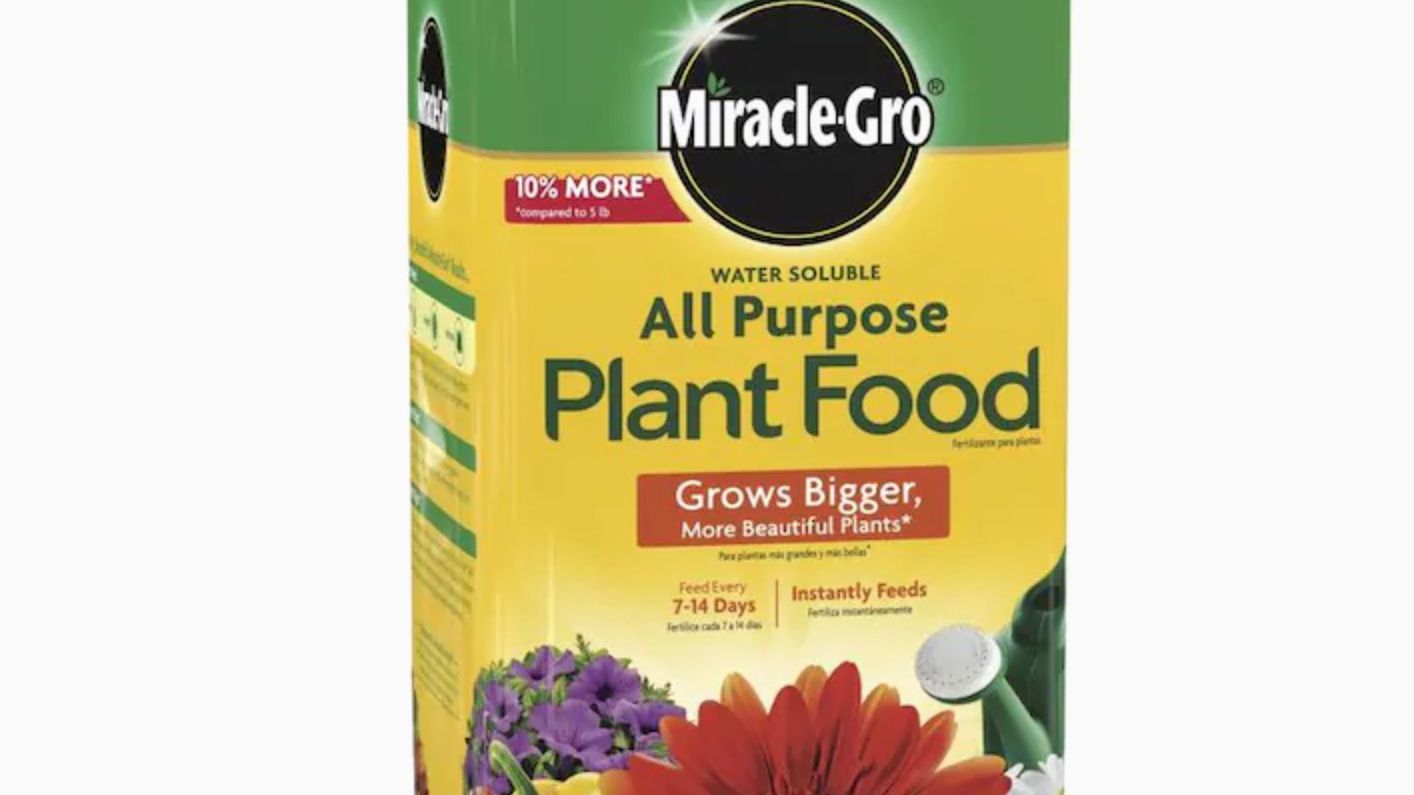 Miracle-Gro®
10% MORE*
*compared to 5 lb
WATER SOLUBLE
All Purpose
Plant Food
Fertilizante para plantas
Grows Bigger,
More Beautiful Plants*
Para plantas más grandes y más bellas*
Feed Every
7-14 Days
Fertilice cada 7 a 14 días
Instantly Feeds
Fertiliza instantáneamente